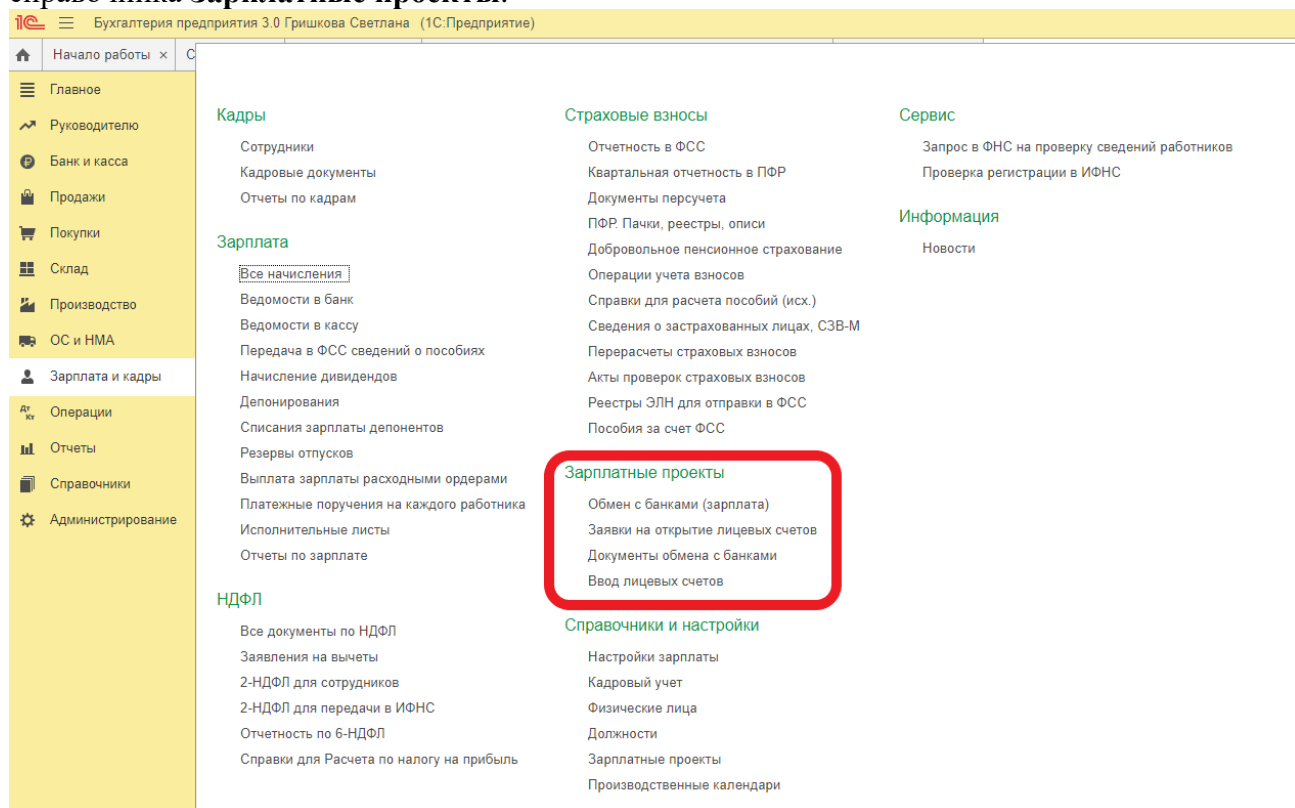 справочника Зарплатные проекты.
1С Бухгалтерия предприятия 3.0 Гришкова Светлана (1С:Предприятие)
Начало работы × С
Главное
Руководителю
Банк и касса
Продажи
Покупки
Склад
Производство
ОС и НМА
Зарплата и кадры
Дт Кт Операции
Отчеты
Справочники
Администрирование
Кадры
Сотрудники
Кадровые документы
Отчеты по кадрам
Зарплата
Все начисления
Ведомости в банк
Ведомости в кассу
Передача в ФСС сведений о пособиях
Начисление дивидендов
Депонирования
Списания зарплаты депонентов
Резервы отпусков
Выплата зарплаты расходными ордерами
Платежные поручения на каждого работника
Исполнительные листы
Отчеты по зарплате
НДФЛ
Все документы по НДФЛ
Заявления на вычеты
2-НДФЛ для сотрудников
2-НДФЛ для передачи в ИФНС
Отчетность по 6-НДФЛ
Справки для Расчета по налогу на прибыль
Страховые взносы
Отчетность в ФСС
Квартальная отчетность в ПФР
Документы персучета
ПФР. Пачки, реестры, описи
Добровольное пенсионное страхование
Операции учета взносов
Справки для расчета пособий (исх.)
Сведения о застрахованных лицах, СЗВ-М
Перерасчеты страховых взносов
Акты проверок страховых взносов
Реестры ЭЛН для отправки в ФСС
Пособия за счет ФСС
Зарплатные проекты
Обмен с банками (зарплата)
Заявки на открытие лицевых счетов
Документы обмена с банками
Ввод лицевых счетов
Справочники и настройки
Настройки зарплаты
Кадровый учет
Физические лица
Должности
Зарплатные проекты
Производственные календари
Сервис
Запрос в ФНС на проверку сведений работников
Проверка регистрации в ИФНС
Информация
Новости